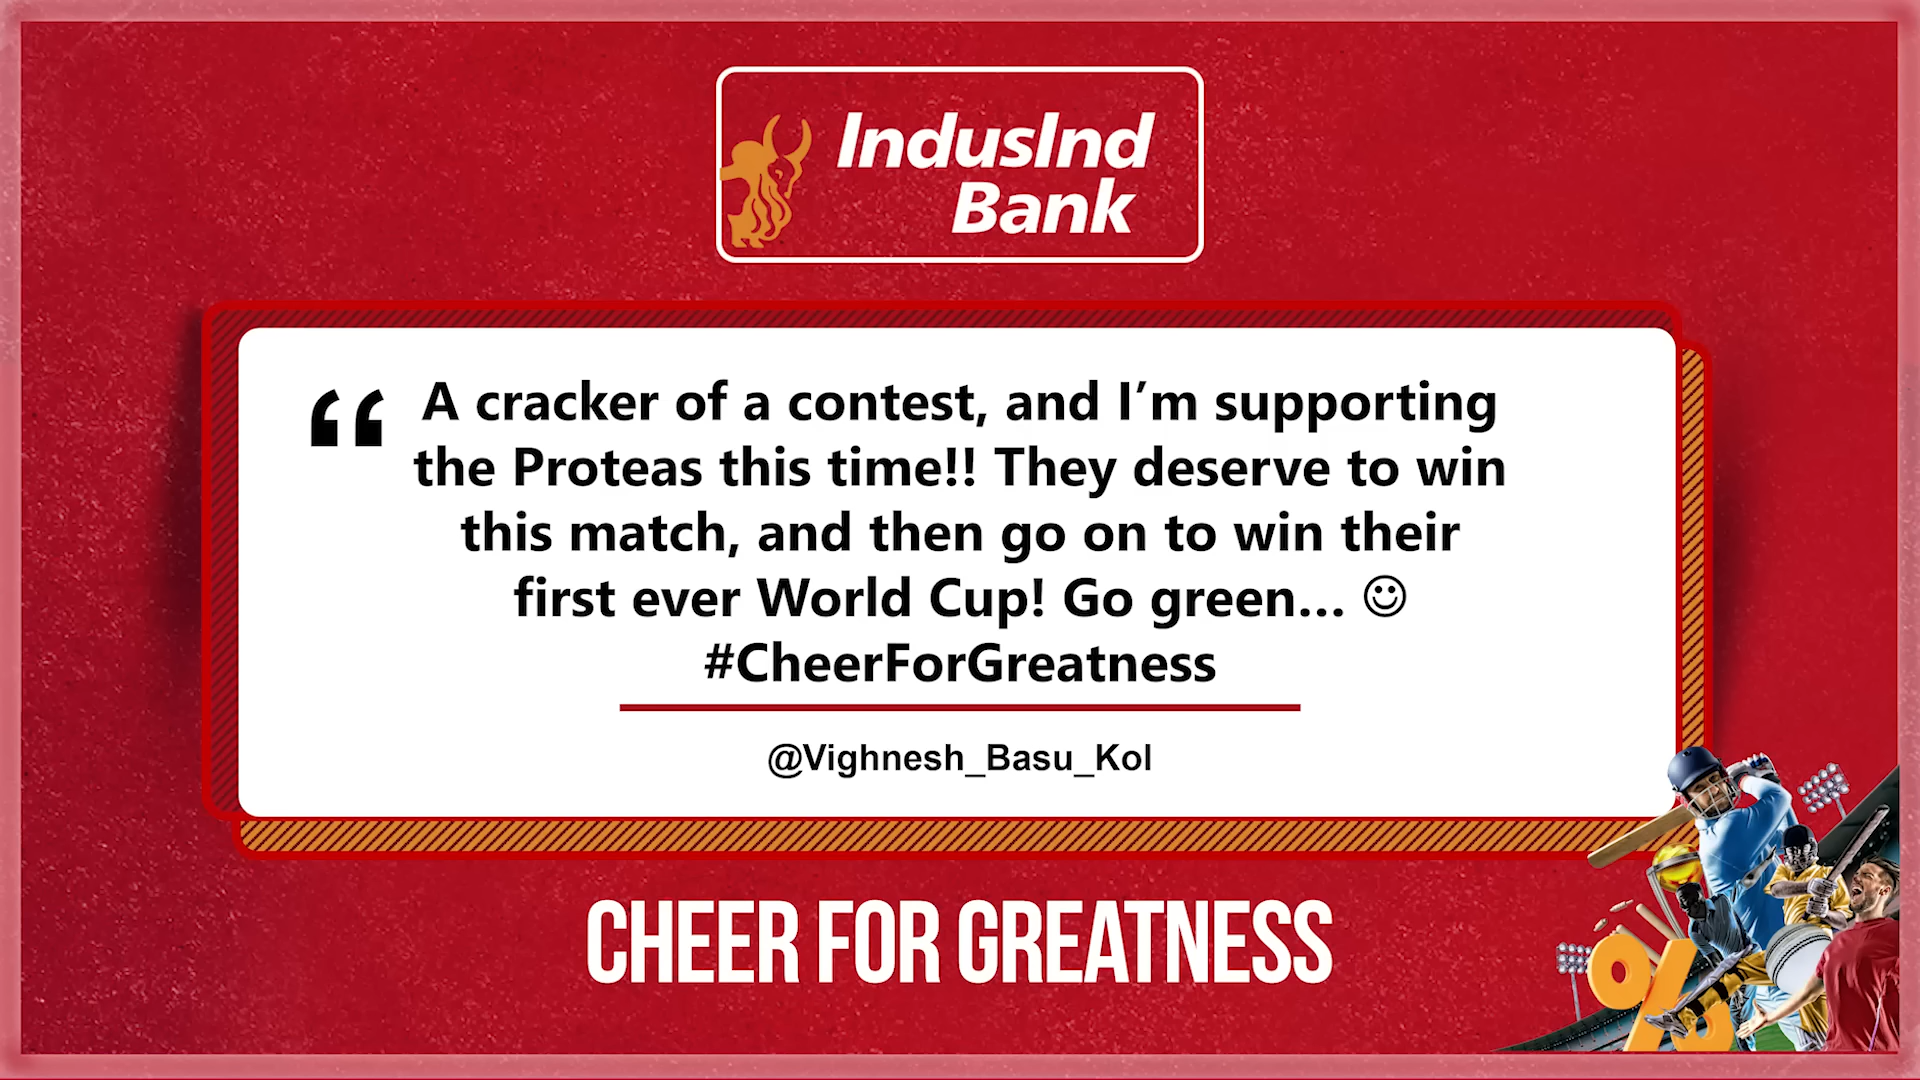 IndusInd
Bank
“ A cracker of a contest, and I’m supporting
the Proteas this time!! They deserve to win
this match, and then go on to win their
first ever World Cup! Go green... ☺
#CheerForGreatness
@Vighnesh_Basu_Kol
CHEER FOR GREATNESS
%